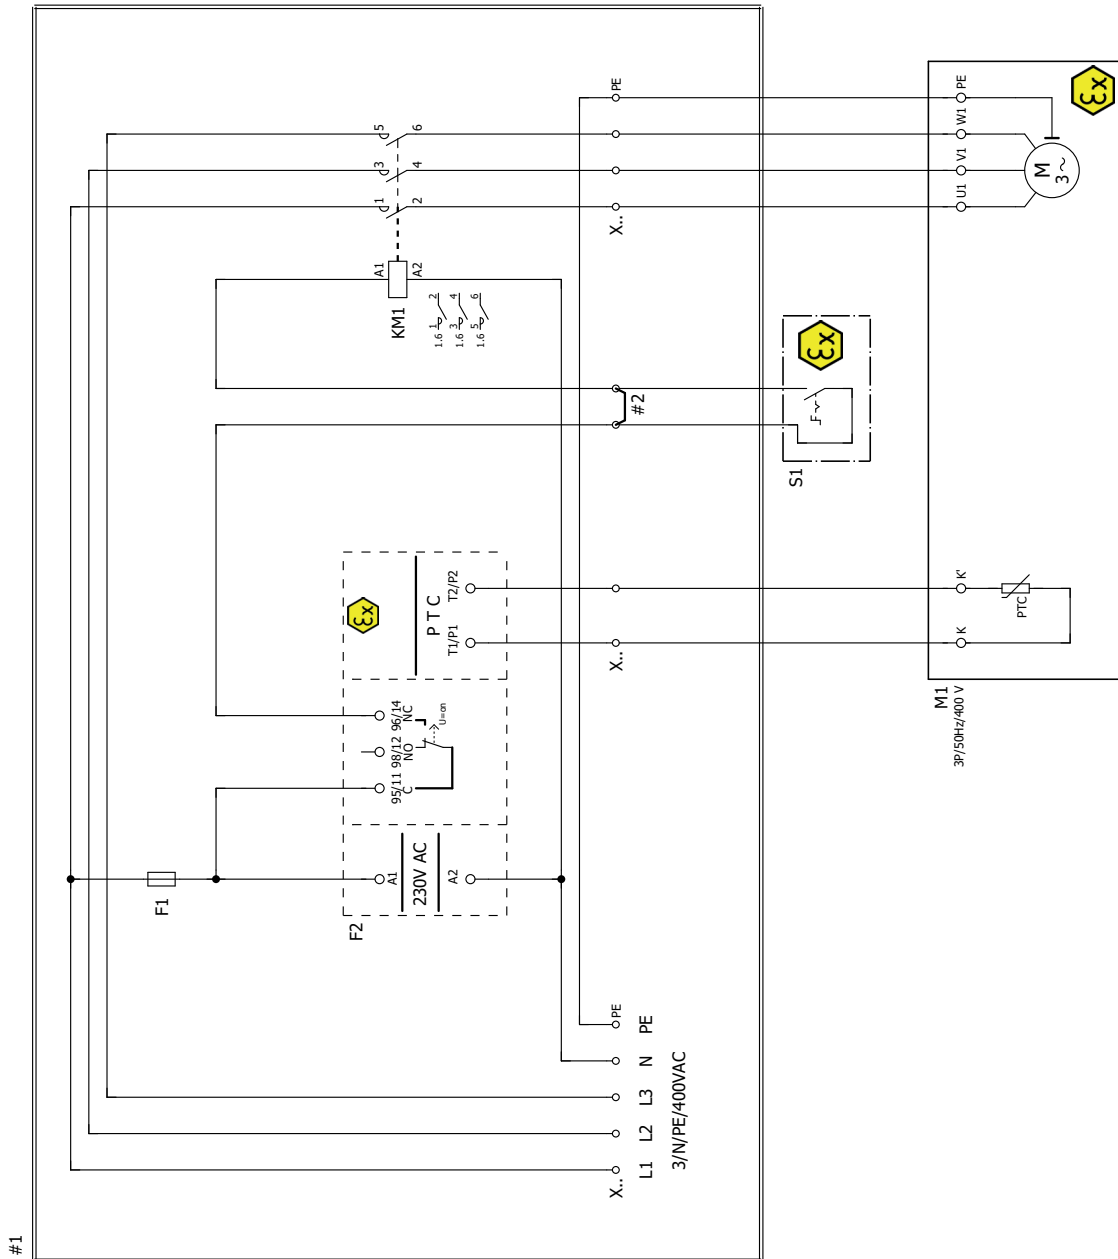 #1
F1
F2
A1
230V AC
A2
95/11
C
98/12
NO
96/14
NC
U=on
εx
P T C
T1/P1
T2/P2
KM1
A1
A2
1.6 1 2
1.6 3 4
1.6 5 6
1
2
3
4
5
6
X..
L1
L2
L3
N
PE
PE
3/N/PE/400VAC
X..
#2
X..
PE
S1
εx
M1
3P/50Hz/400 V
K
K'
PTC
U1
V1
W1
PE
M
3~
εx